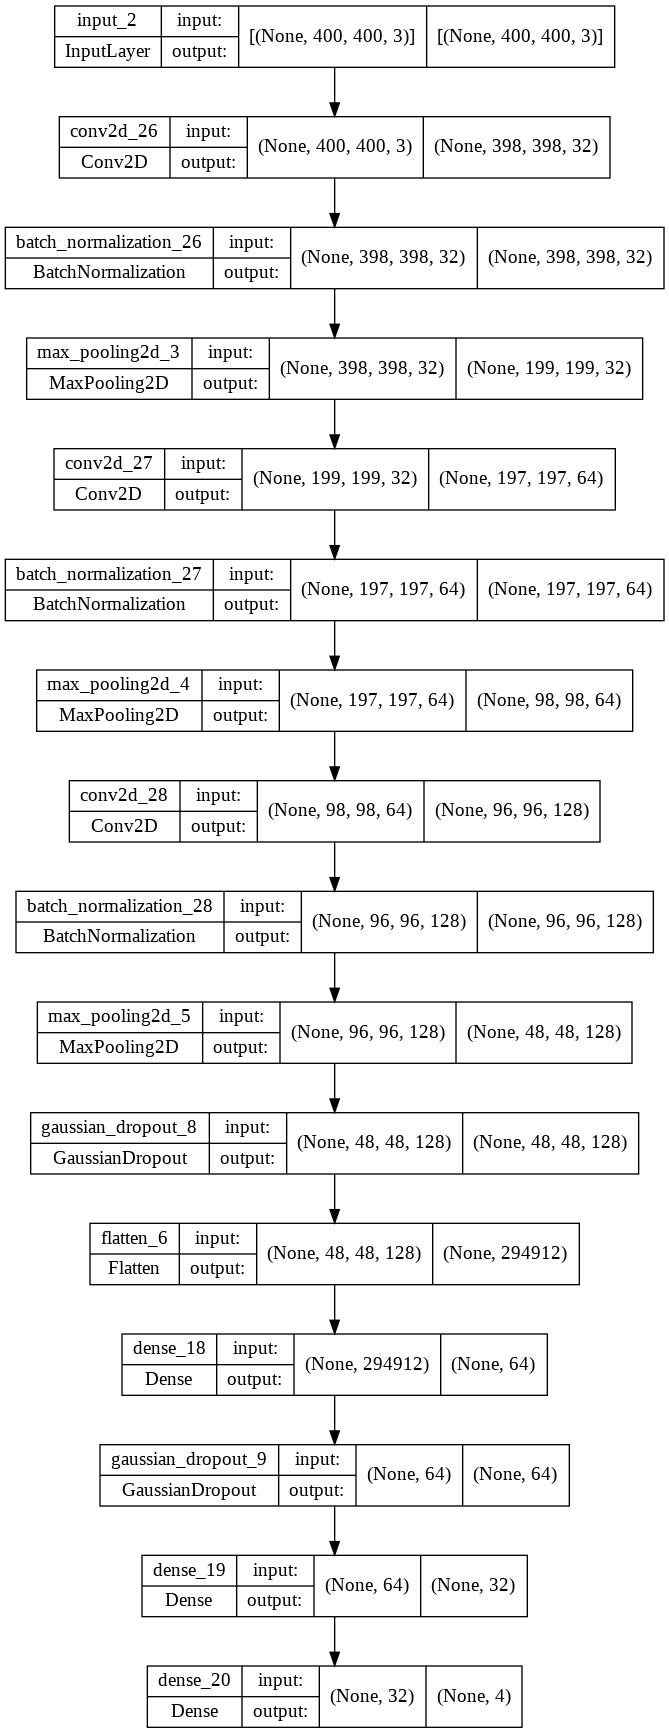 input_2 input: [(None, 400, 400, 3)] [(None, 400, 400, 3)]
InputLayer output:
conv2d_26 input: (None, 400, 400, 3) (None, 398, 398, 32)
Conv2D output:
batch_normalization_26 input: (None, 398, 398, 32) (None, 398, 398, 32)
BatchNormalization output:
max_pooling2d_3 input: (None, 398, 398, 32) (None, 199, 199, 32)
MaxPooling2D output:
conv2d_27 input: (None, 199, 199, 32) (None, 197, 197, 64)
Conv2D output:
batch_normalization_27 input: (None, 197, 197, 64) (None, 197, 197, 64)
BatchNormalization output:
max_pooling2d_4 input: (None, 197, 197, 64) (None, 98, 98, 64)
MaxPooling2D output:
conv2d_28 input: (None, 98, 98, 64) (None, 96, 96, 128)
Conv2D output:
batch_normalization_28 input: (None, 96, 96, 128) (None, 96, 96, 128)
BatchNormalization output:
max_pooling2d_5 input: (None, 96, 96, 128) (None, 48, 48, 128)
MaxPooling2D output:
gaussian_dropout_8 input: (None, 48, 48, 128) (None, 48, 48, 128)
GaussianDropout output:
flatten_6 input: (None, 48, 48, 128) (None, 294912)
Flatten output:
dense_18 input: (None, 294912) (None, 64)
Dense output:
gaussian_dropout_9 input: (None, 64) (None, 64)
GaussianDropout output:
dense_19 input: (None, 64) (None, 32)
Dense output:
dense_20 input: (None, 32) (None, 4)
Dense output: